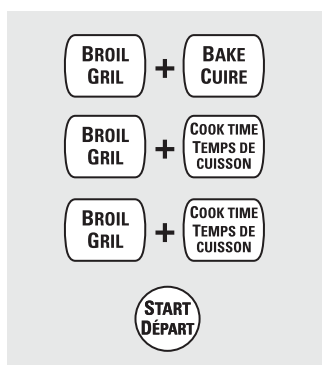 BROIL GRIL + BAKE CUIRE
BROIL GRIL + COOK TIME TEMPS DE CUISSON
BROIL GRIL + COOK TIME TEMPS DE CUISSON
START DÉPART